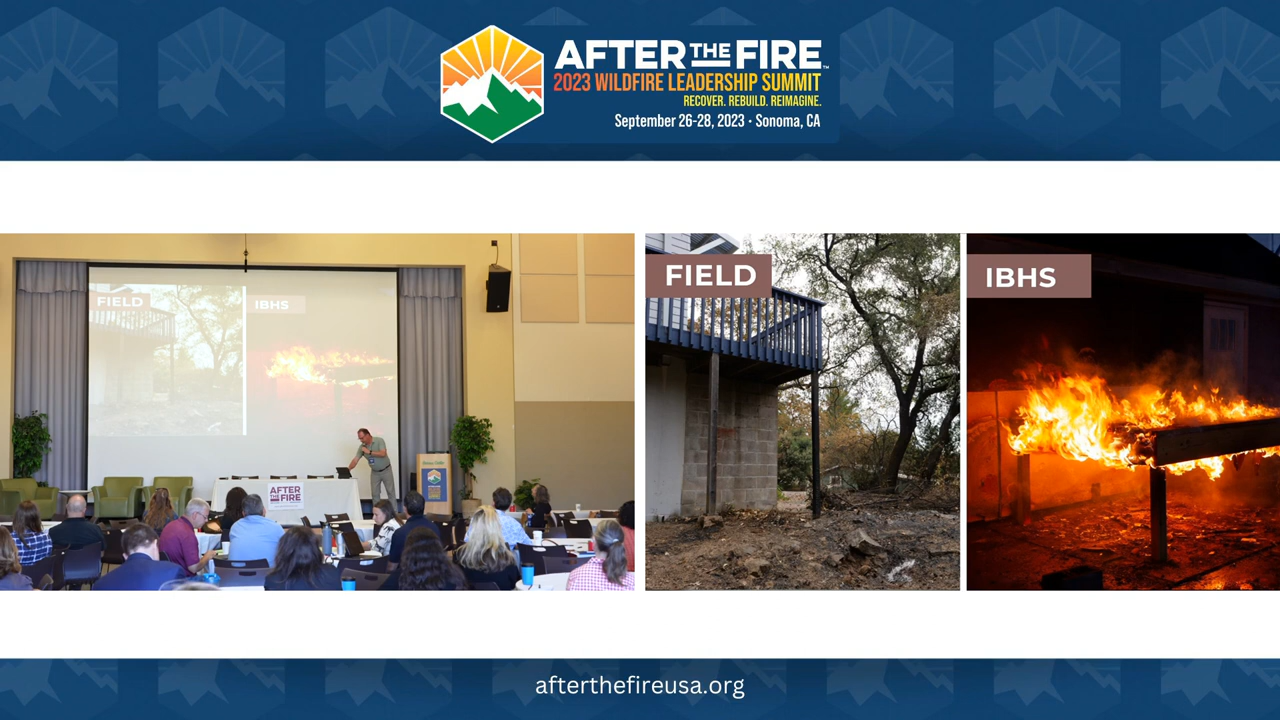 AFTER THE FIRE™
2023 WILDFIRE LEADERSHIP SUMMIT
RECOVER. REBUILD. REIMAGINE.
September 26-28, 2023 • Sonoma, CA
FIELD
IBHS
AFTER
THE FIRE
FIELD
IBHS
afterthefireusa.org